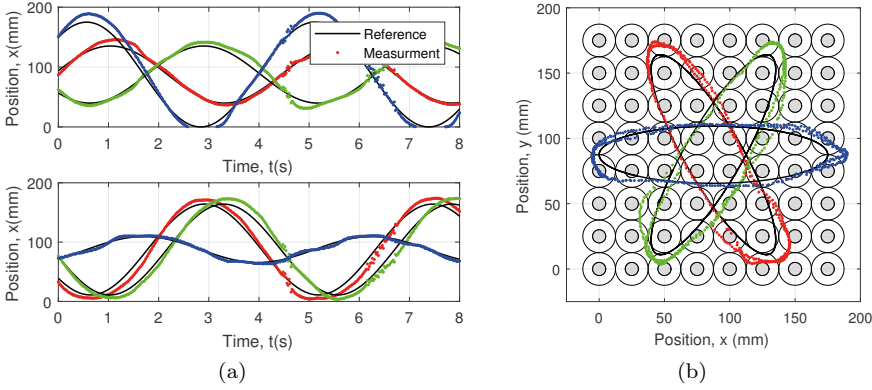 200
100
0
Position, x(mm)
0 1 2 3 4 5 6 7 8
Time, t(s)
Reference
Measurment
200
100
0
Position, x(mm)
0 1 2 3 4 5 6 7 8
Time, t(s)
(a)
200
150
100
50
0
Position, y (mm)
0 50 100 150 200
Position, x (mm)
(b)